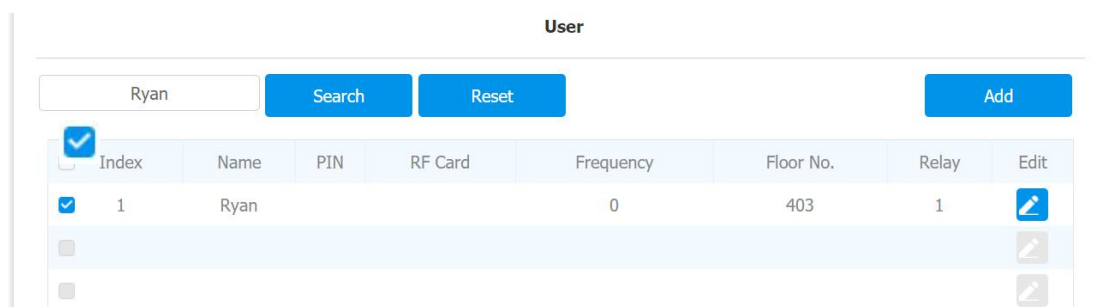 User
Ryan Search Reset Add
Index Name PIN RF Card Frequency Floor No. Relay Edit
1 Ryan 0 403 1